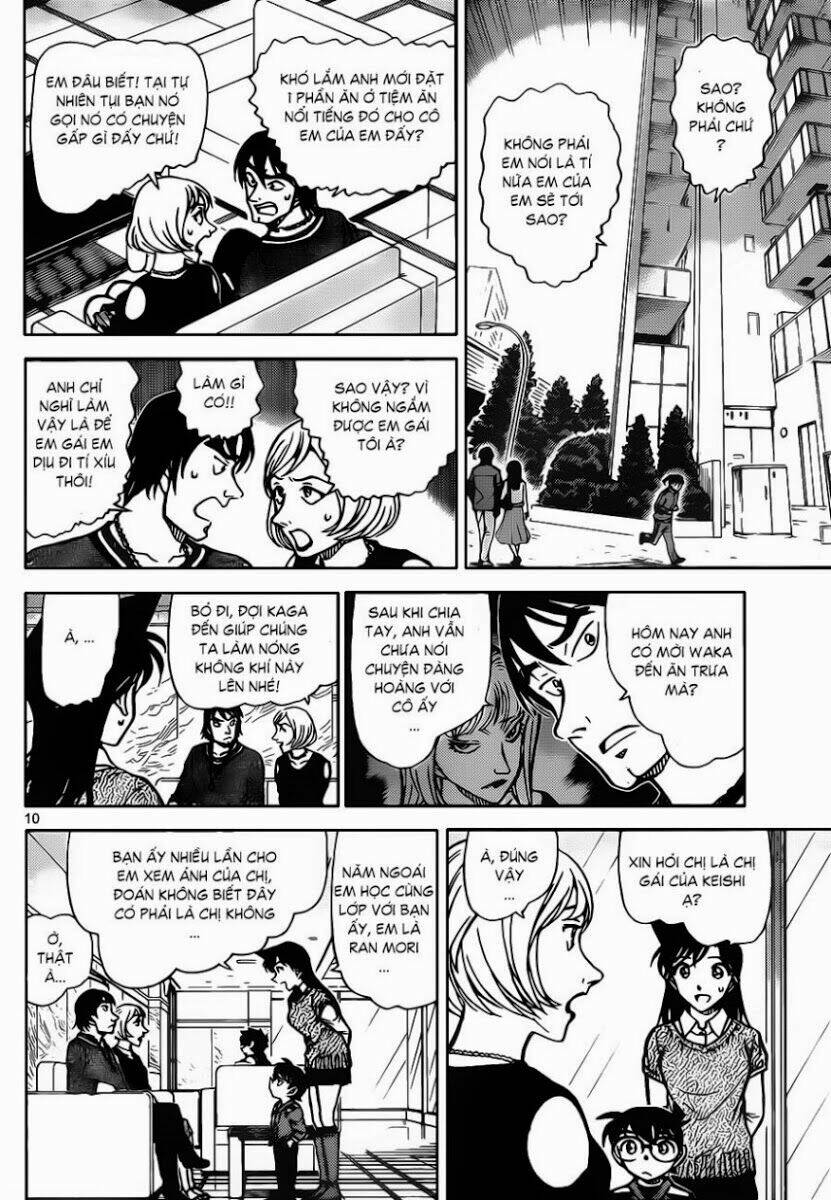 SAO?
KHÔNG
PHẢI CHỨ
?
KHÔNG PHẢI
EM NÓI LÀ TÍ
NỮA EM CỦA
EM SẼ TỚI
SAO?
KHÓ LẮM ANH MỚI ĐẶT
1 PHẦN ĂN Ở TIỆM ĂN
NỔI TIẾNG ĐÓ CHO CÔ
EM CỦA EM ĐẤY?
EM ĐÂU BIẾT! TẠI TỰ
NHIÊN TỤI BẠN NÓ
GỌI NÓ CÓ CHUYỆN
GẤP GÌ ĐẤY CHỨ!
SAO VẬY? VÌ
KHÔNG NGẮM
ĐƯỢC EM GÁI
TÔI À?
LÀM GÌ
CÓ!!
ANH CHỈ
NGHĨ LÀM
VẬY LÀ ĐỂ
EM GÁI EM
DỊU ĐI TÍ XÍU
THÔI!
HÔM NAY ANH
CÓ MỜI WAKA
ĐẾN ĂN TRƯA
MÀ?
SAU KHI CHIA
TAY, ANH VẪN
CHƯA NÓI
CHUYỆN ĐÀNG
HOÀNG VỚI
CÔ ẤY
...
BỎ ĐI, ĐỢI KAGA
ĐẾN GIÚP CHÚNG
TA LÀM NÓNG
KHÔNG KHÍ NÀY
LÊN NHÉ!
À, ...
10
XIN HỎI CHỊ LÀ CHỊ
GÁI CỦA KEISHI
Ạ?
À, ĐÚNG
VẬY
...
NĂM NGOÁI
EM HỌC CÙNG
LỚP VỚI BẠN
ẤY, EM LÀ
RAN MORI
...
BẠN ẤY NHIỀU LẦN CHO
EM XEM ẢNH CỦA CHỊ,
ĐOÁN KHÔNG BIẾT ĐÂY
CÓ PHẢI LÀ CHỊ KHÔNG
...
Ờ,
THẬT
À...